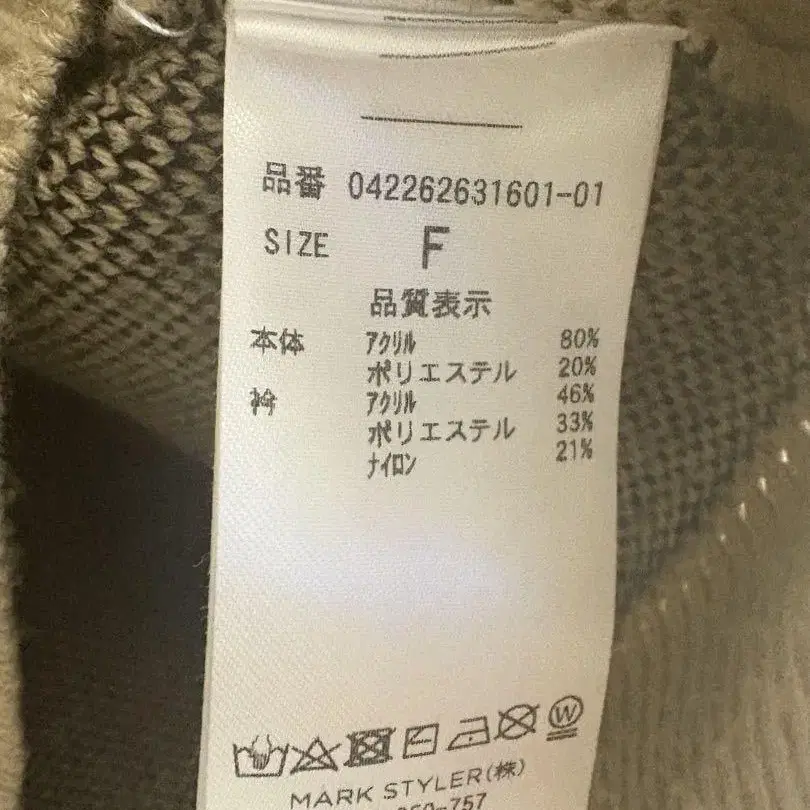 品番 042262631601-01
SIZE F
品質表示
本体 アクリル 80%
ポリエステル 20%
衿 アクリル 46%
ポリエステル 33%
ナイロン 21%
W
MARK STYLER(株)